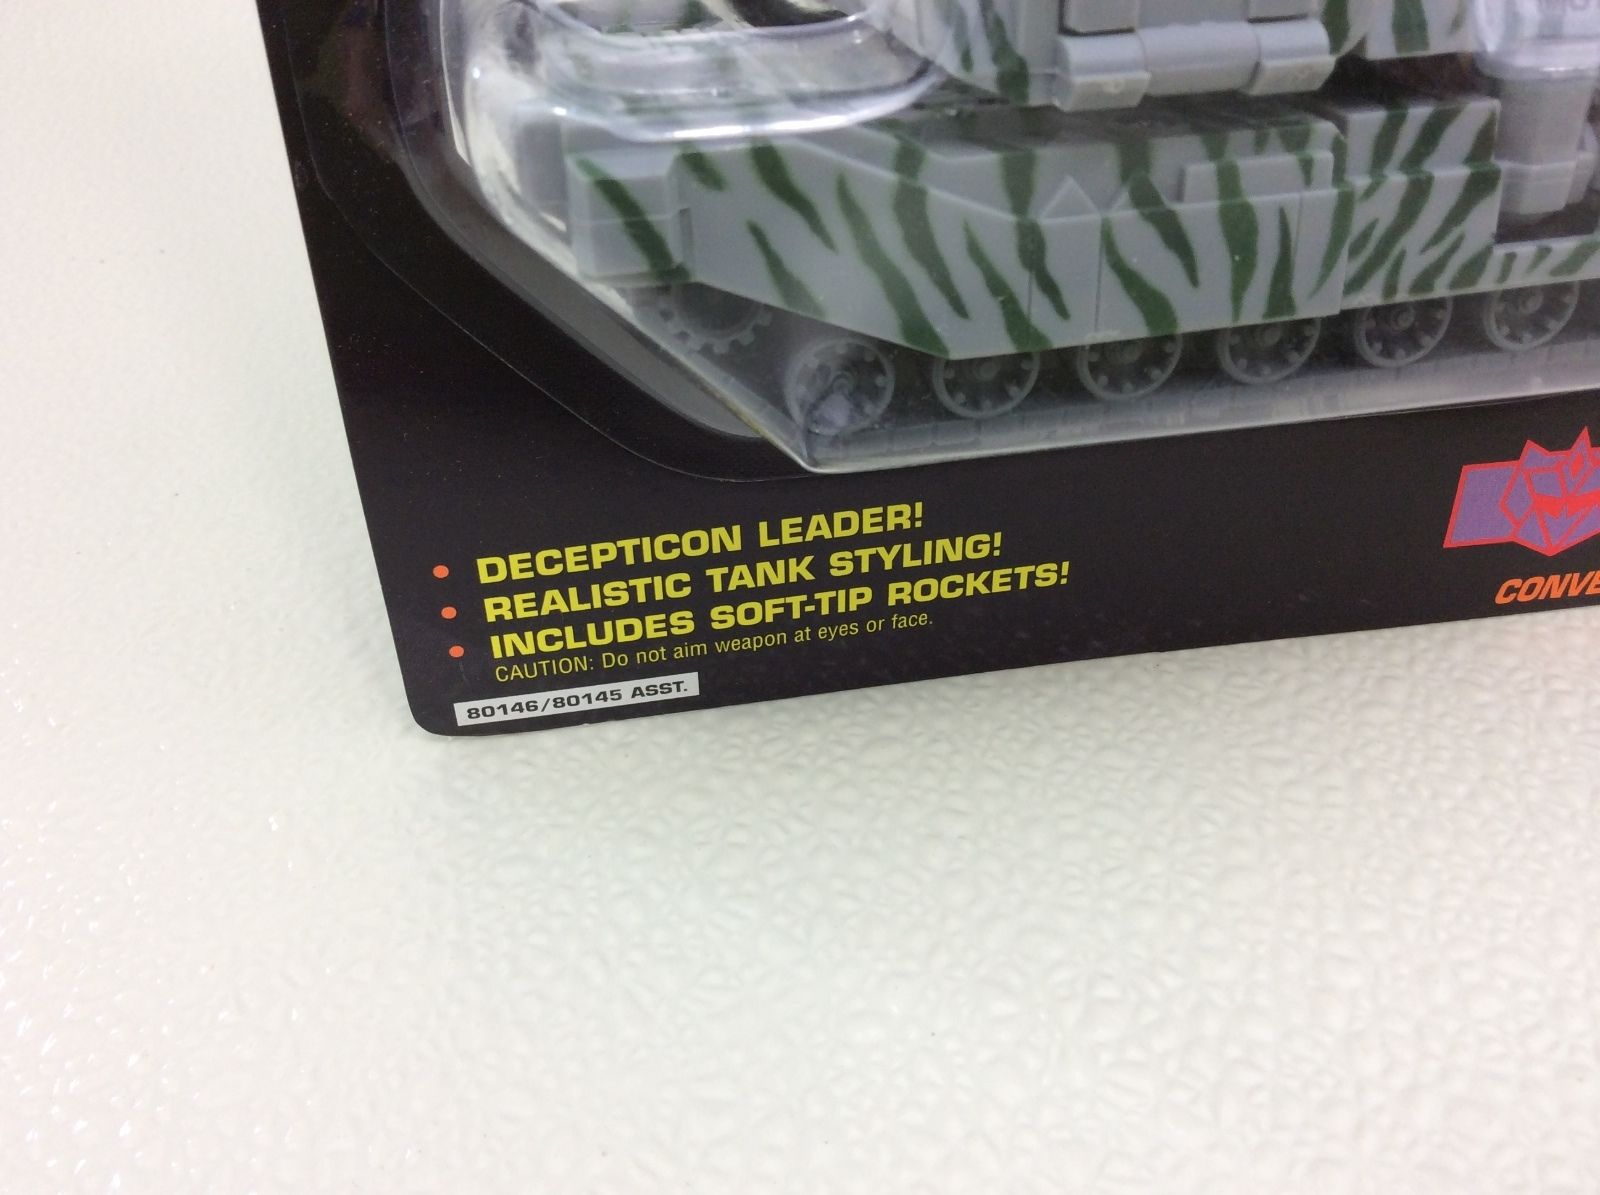 • DECEPTICON LEADER!
• REALISTIC TANK STYLING!
• INCLUDES SOFT-TIP ROCKETS!
CAUTION: Do not aim weapon at eyes or face.
80146/80145 ASST.
CONVE